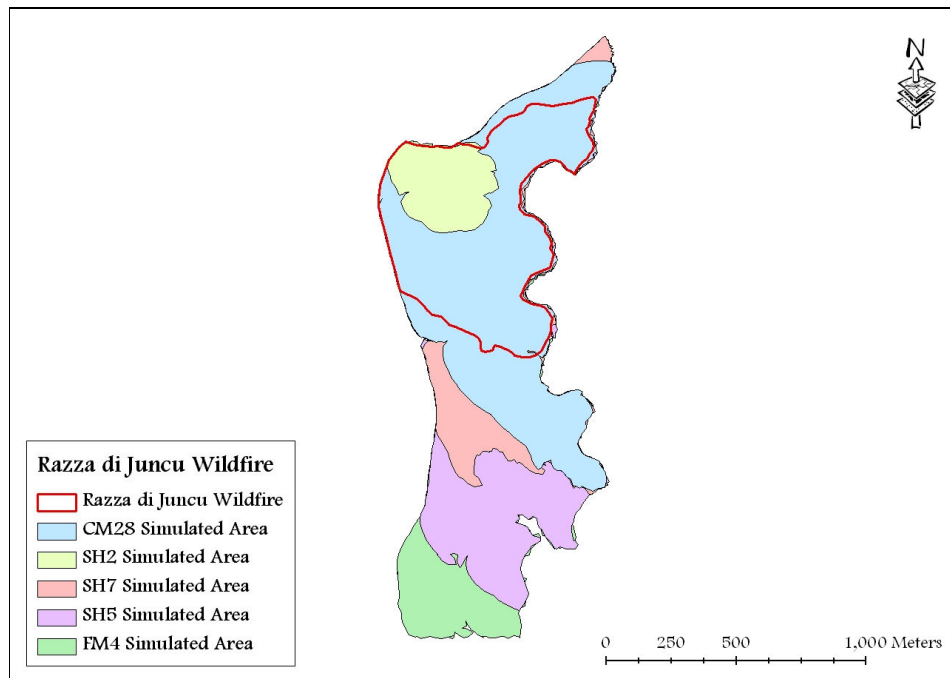 N
Razza di Juncu Wildfire
Razza di Juncu Wildfire
CM28 Simulated Area
SH2 Simulated Area
SH7 Simulated Area
SH5 Simulated Area
FM4 Simulated Area
0 250 500 1,000 Meters